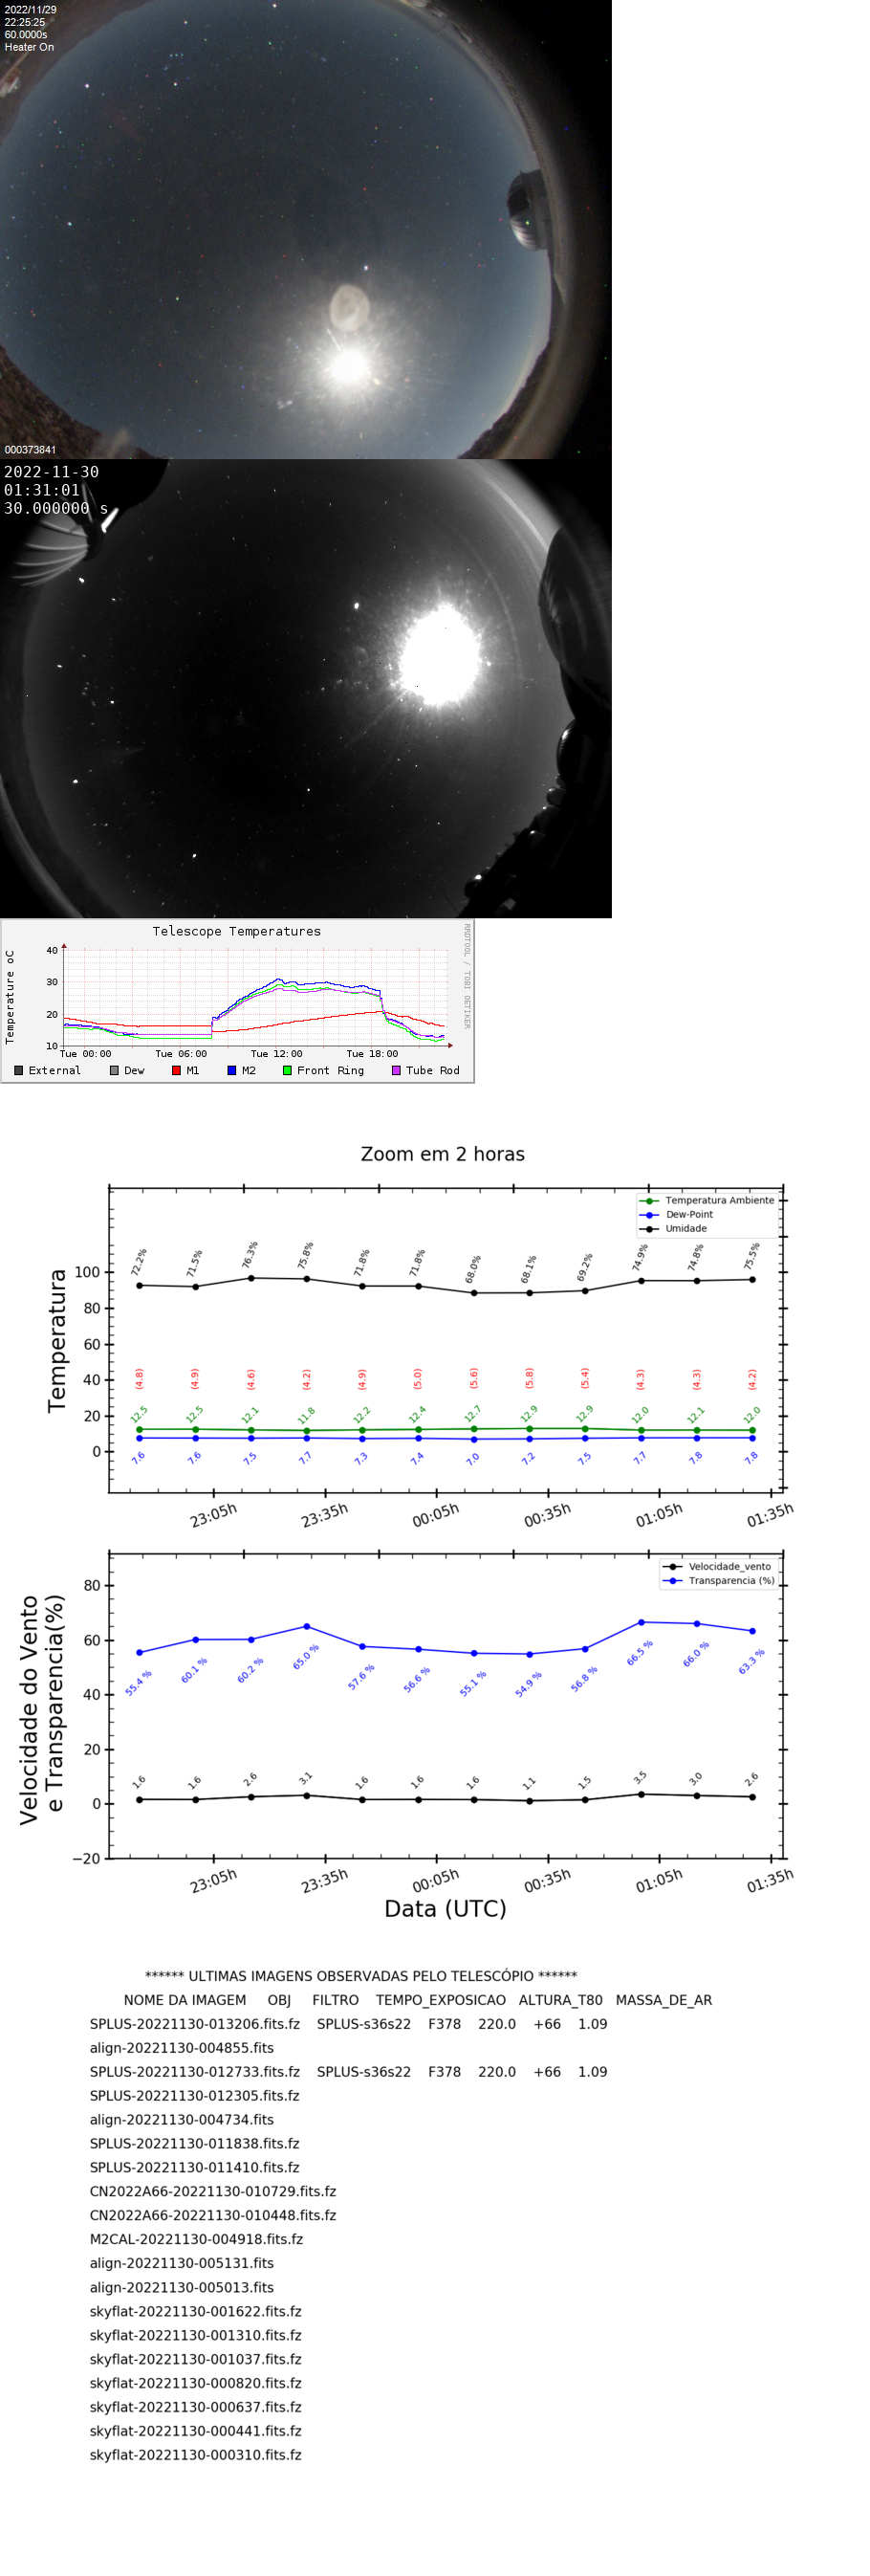 2022/11/29
22:25:25
60.0000s
Heater On
000373841
2022-11-30
01:31:01
30.000000 s
Telescope Temperatures
RRDTOOL / TOBI OETIKER
Temperature oC
40
30
20
10
Tue 00:00 Tue 06:00 Tue 12:00 Tue 18:00
External Dew M1 M2 Front Ring Tube Rod
Zoom em 2 horas
Temperatura Ambiente
Dew-Point
Umidade
Temperatura
100
80
60
40
20
0
72.2% 71.5% 76.3% 75.8% 71.8% 71.8% 68.0% 68.1% 69.2% 74.9% 74.8% 75.5%
(4.8) (4.9) (4.6) (4.2) (4.9) (5.0) (5.6) (5.8) (5.4) (4.3) (4.3) (4.2)
12.5 12.5 12.1 11.8 12.2 12.4 12.7 12.9 12.9 12.0 12.1 12.0
7.6 7.6 7.5 7.7 7.3 7.4 7.0 7.2 7.5 7.7 7.8 7.8
23:05h 23:35h 00:05h 00:35h 01:05h 01:35h
Velocidade_vento
Transparencia (%)
Velocidade do Vento
e Transparencia(%)
80
60
40
20
0
−20
55.4 % 60.1 % 60.2 % 65.0 % 57.6 % 56.6 % 55.1 % 54.9 % 56.8 % 66.5 % 66.0 % 63.3 %
1.6 1.6 2.6 3.1 1.6 1.6 1.6 1.1 1.5 3.5 3.0 2.6
23:05h 23:35h 00:05h 00:35h 01:05h 01:35h
Data (UTC)
****** ULTIMAS IMAGENS OBSERVADAS PELO TELESCÓPIO ******
NOME DA IMAGEM OBJ FILTRO TEMPO_EXPOSICAO ALTURA_T80 MASSA_DE_AR
SPLUS-20221130-013206.fits.fz SPLUS-s36s22 F378 220.0 +66 1.09
align-20221130-004855.fits
SPLUS-20221130-012733.fits.fz SPLUS-s36s22 F378 220.0 +66 1.09
SPLUS-20221130-012305.fits.fz
align-20221130-004734.fits
SPLUS-20221130-011838.fits.fz
SPLUS-20221130-011410.fits.fz
CN2022A66-20221130-010729.fits.fz
CN2022A66-20221130-010448.fits.fz
M2CAL-20221130-004918.fits.fz
align-20221130-005131.fits
align-20221130-005013.fits
skyflat-20221130-001622.fits.fz
skyflat-20221130-001310.fits.fz
skyflat-20221130-001037.fits.fz
skyflat-20221130-000820.fits.fz
skyflat-20221130-000637.fits.fz
skyflat-20221130-000441.fits.fz
skyflat-20221130-000310.fits.fz